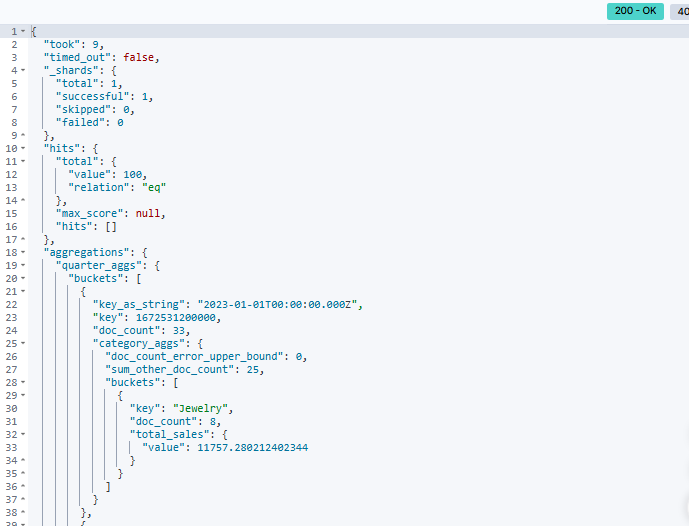 200 - OK
40
1 {
2 "took": 9,
3 "timed_out": false,
4 "_shards": {
5 "total": 1,
6 "successful": 1,
7 "skipped": 0,
8 "failed": 0
9 },
10 "hits": {
11 "total": {
12 "value": 100,
13 "relation": "eq"
14 },
15 "max_score": null,
16 "hits": []
17 },
18 "aggregations": {
19 "quarter_aggs": {
20 "buckets": [
21 {
22 "key_as_string": "2023-01-01T00:00:00.000Z",
23 "key": 1672531200000,
24 "doc_count": 33,
25 "category_aggs": {
26 "doc_count_error_upper_bound": 0,
27 "sum_other_doc_count": 25,
28 "buckets": [
29 {
30 "key": "Jewelry",
31 "doc_count": 8,
32 "total_sales": {
33 "value": 11757.280212402344
34 }
35 }
36 ]
37 }
38 },
39 {